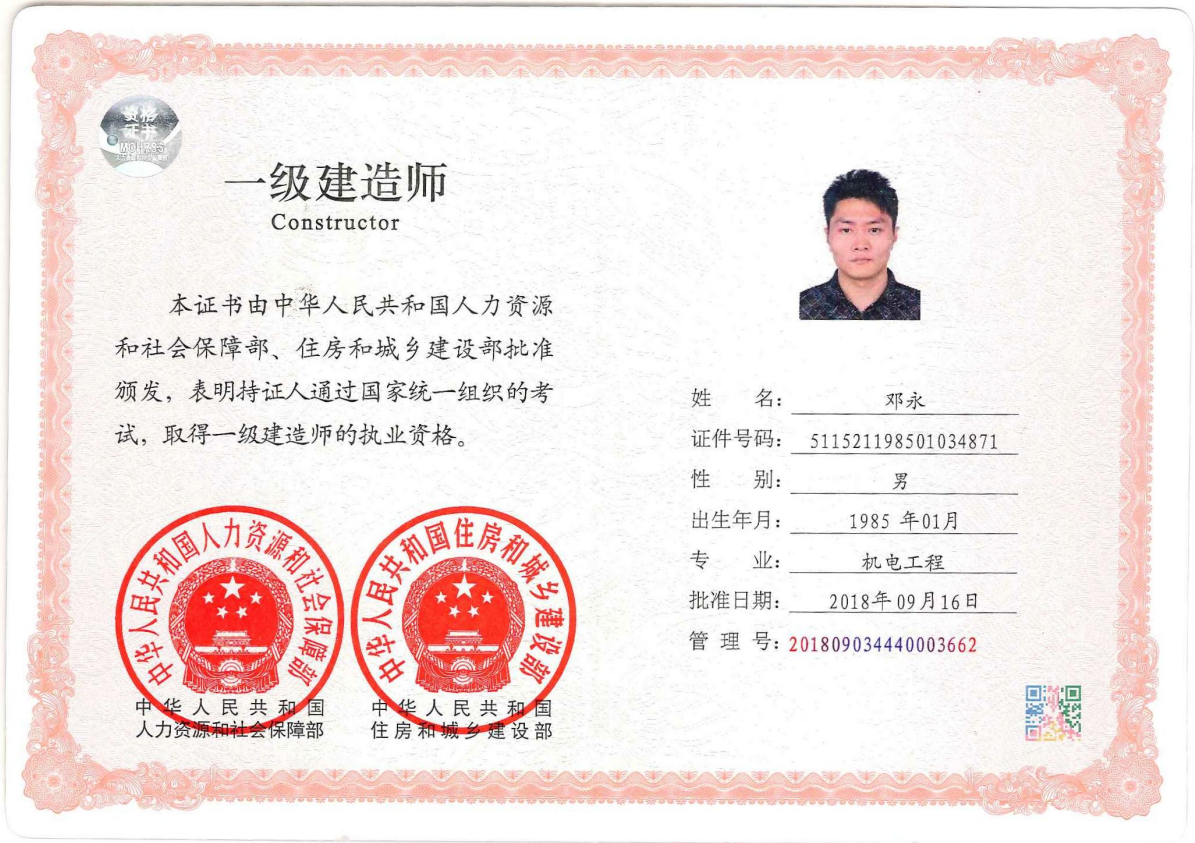 资格
证书
MOHRSS
一级建造师
Constructor
本证书由中华人民共和国人力资源
和社会保障部、住房和城乡建设部批准
颁发，表明持证人通过国家统一组织的考
试，取得一级建造师的执业资格。
姓 名：邓永
证件号码：511521198501034871
性 别：男
出生年月：1985 年01月
专 业：机电工程
批准日期：2018年09月16日
管 理 号：201809034440003662
中华人民共和国人力资源和社会保障部
中华人民共和国住房和城乡建设部
中华人民共和国
人力资源和社会保障部
中华人民共和国
住房和城乡建设部